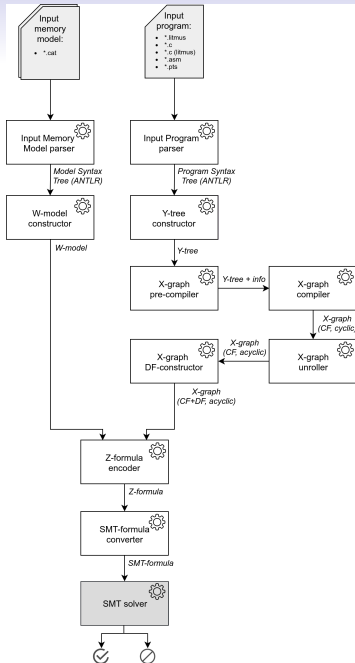 Input
memory
model:
• *.cat
Input
program:
• *.litmus
• *.c
• *.c (litmus)
• *.asm
• *.pts
Input Memory
Model parser
Input Program
parser
Model Syntax
Tree (ANTLR)
Program Syntax
Tree (ANTLR)
W-model
constructor
Y-tree
constructor
W-model
Y-tree
X-graph
pre-compiler
Y-tree + info
X-graph
compiler
X-graph
(CF, cyclic)
X-graph
DF-constructor
X-graph
(CF, acyclic)
X-graph
unroller
X-graph
(CF+DF, acyclic)
Z-formula
encoder
Z-formula
SMT-formula
converter
SMT-formula
SMT solver